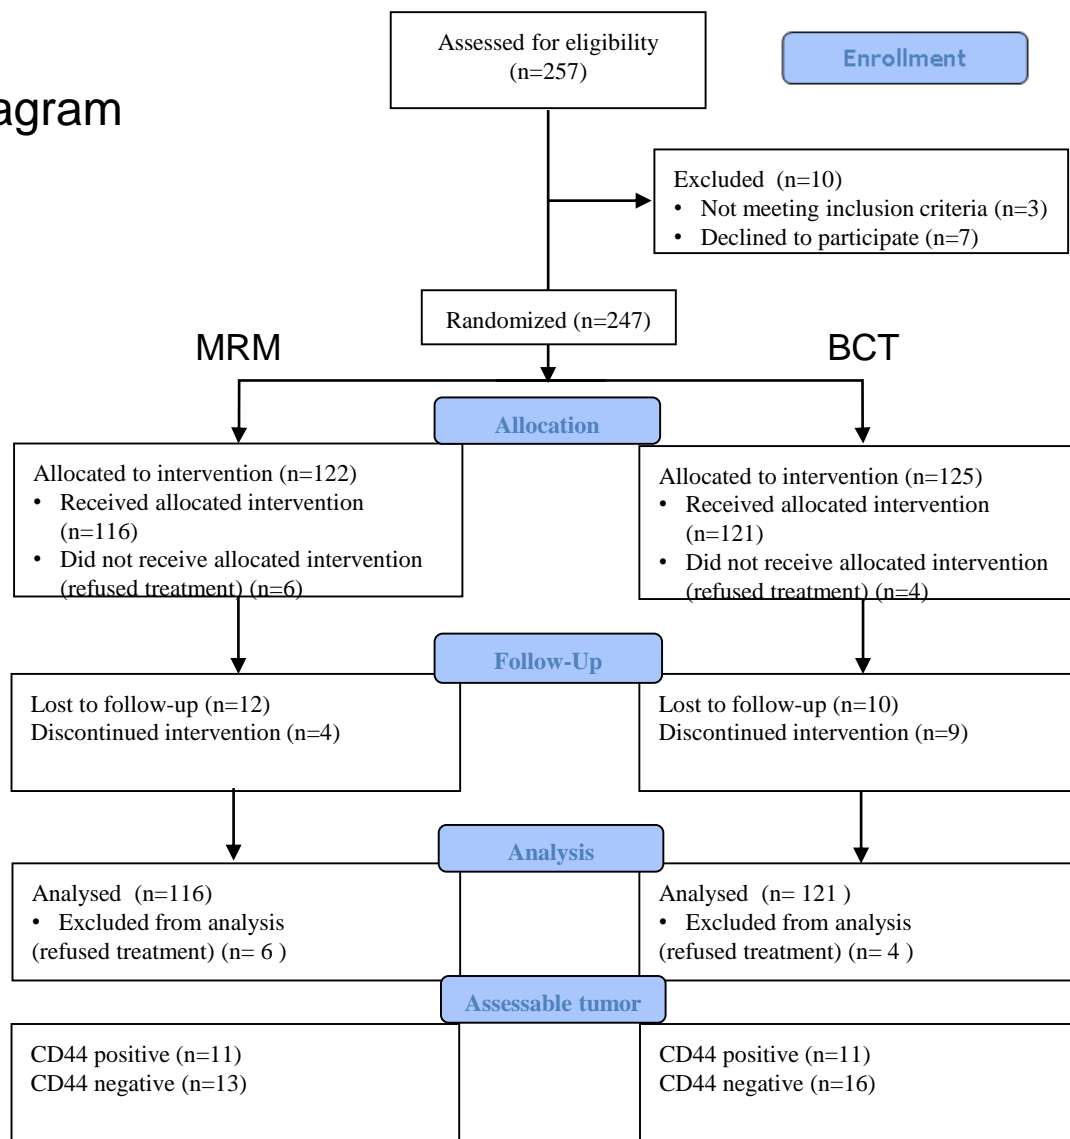 Assessed for eligibility
(n=257)
Enrollment
agram
Excluded (n=10)
• Not meeting inclusion criteria (n=3)
• Declined to participate (n=7)
Randomized (n=247)
MRM
BCT
Allocation
Allocated to intervention (n=122)
• Received allocated intervention
(n=116)
• Did not receive allocated intervention
(refused treatment) (n=6)
Allocated to intervention (n=125)
• Received allocated intervention
(n=121)
• Did not receive allocated intervention
(refused treatment) (n=4)
Follow-Up
Lost to follow-up (n=12)
Discontinued intervention (n=4)
Lost to follow-up (n=10)
Discontinued intervention (n=9)
Analysis
Analysed (n=116)
• Excluded from analysis
(refused treatment) (n= 6 )
Analysed (n= 121 )
• Excluded from analysis
(refused treatment) (n= 4 )
Assessable tumor
CD44 positive (n=11)
CD44 negative (n=13)
CD44 positive (n=11)
CD44 negative (n=16)